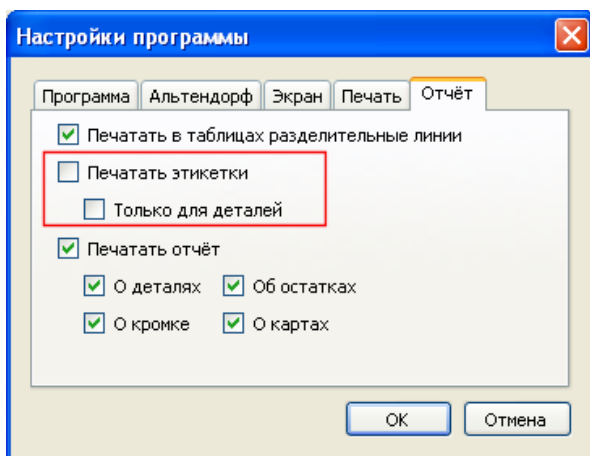 Настройки программы
Программа Альтендорф Экран Печать Отчёт
Печатать в таблицах разделительные линии
Печатать этикетки
Только для деталей
Печатать отчёт
О деталях Об остатках
О кромке О картах
OK Отмена